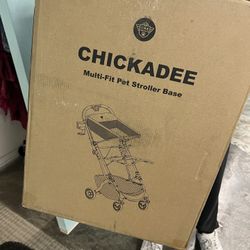 CHICKADEE
Multi-Fit Pet Stroller Base